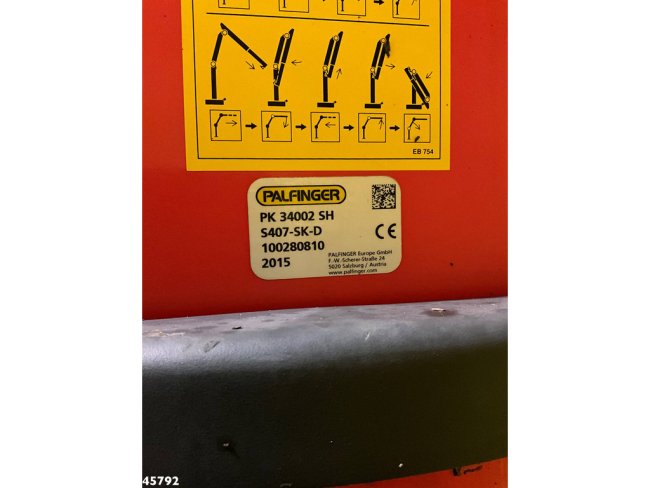 EB 754
PALFINGER
PK 34002 SH
S407-SK-D
100280810
2015
CE
PALFINGER Europe GmbH
F.-W.-Scherer-Straße 24
5020 Salzburg / Austria
www.palfinger.com
45792